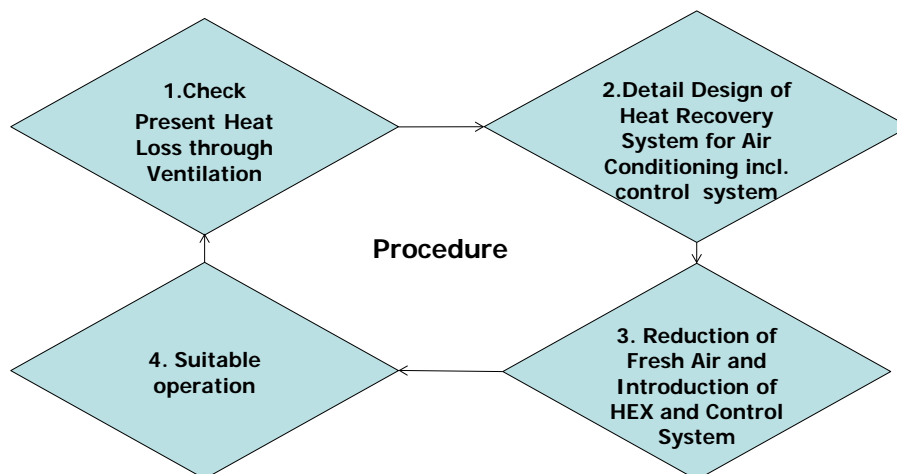 1.Check
Present Heat
Loss through
Ventilation
2.Detail Design of
Heat Recovery
System for Air
Conditioning incl.
control system
Procedure
3. Reduction of
Fresh Air and
Introduction of
HEX and Control
System
4. Suitable
operation